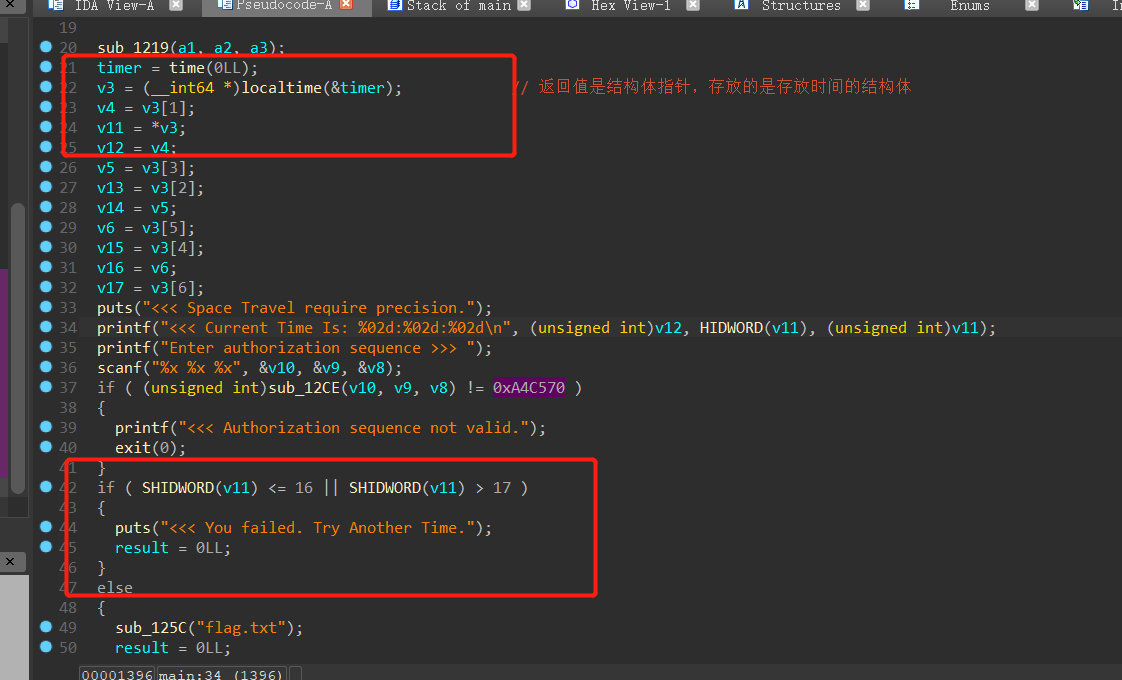 IDA View-A Pseudocode-A Stack of main Hex View-1 Structures Enums
19
20 sub_1219(a1, a2, a3);
21 timer = time(0LL);
22 v3 = (__int64 *)localtime(&timer); // 返回值是结构体指针，存放的是存放时间的结构体
23 v4 = v3[1];
24 v11 = *v3;
25 v12 = v4;
26 v5 = v3[3];
27 v13 = v3[2];
28 v14 = v5;
29 v6 = v3[5];
30 v15 = v3[4];
31 v16 = v6;
32 v17 = v3[6];
33 puts("<<< Space Travel require precision.");
34 printf("<<< Current Time Is: %02d:%02d:%02d\n", (unsigned int)v12, HIDWORD(v11), (unsigned int)v11);
35 printf("Enter authorization sequence >>> ");
36 scanf("%x %x %x", &v10, &v9, &v8);
37 if ( (unsigned int)sub_12CE(v10, v9, v8) != 0xA4C570 )
38 {
39 printf("<<< Authorization sequence not valid.");
40 exit(0);
41 }
42 if ( SHIDWORD(v11) <= 16 || SHIDWORD(v11) > 17 )
43 {
44 puts("<<< You failed. Try Another Time.");
45 result = 0LL;
46 }
47 else
48 {
49 sub_125C("flag.txt");
50 result = 0LL;
00001396 main:34 (1396)